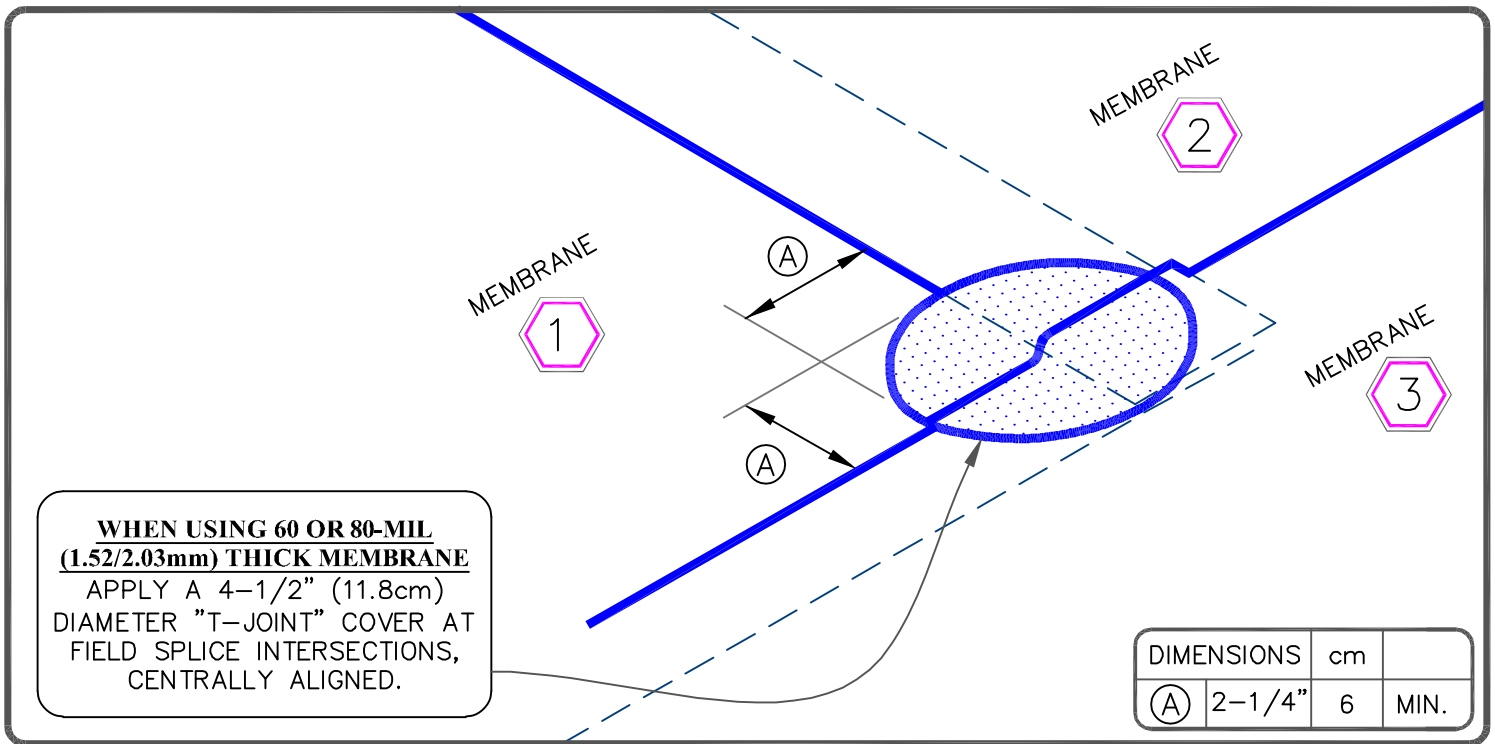 MEMBRANE
2
MEMBRANE
1
A
MEMBRANE
3
A
WHEN USING 60 OR 80-MIL
(1.52/2.03mm) THICK MEMBRANE
APPLY A 4-1/2" (11.8cm)
DIAMETER "T-JOINT" COVER AT
FIELD SPLICE INTERSECTIONS,
CENTRALLY ALIGNED.
DIMENSIONS cm
A 2-1/4" 6 MIN.